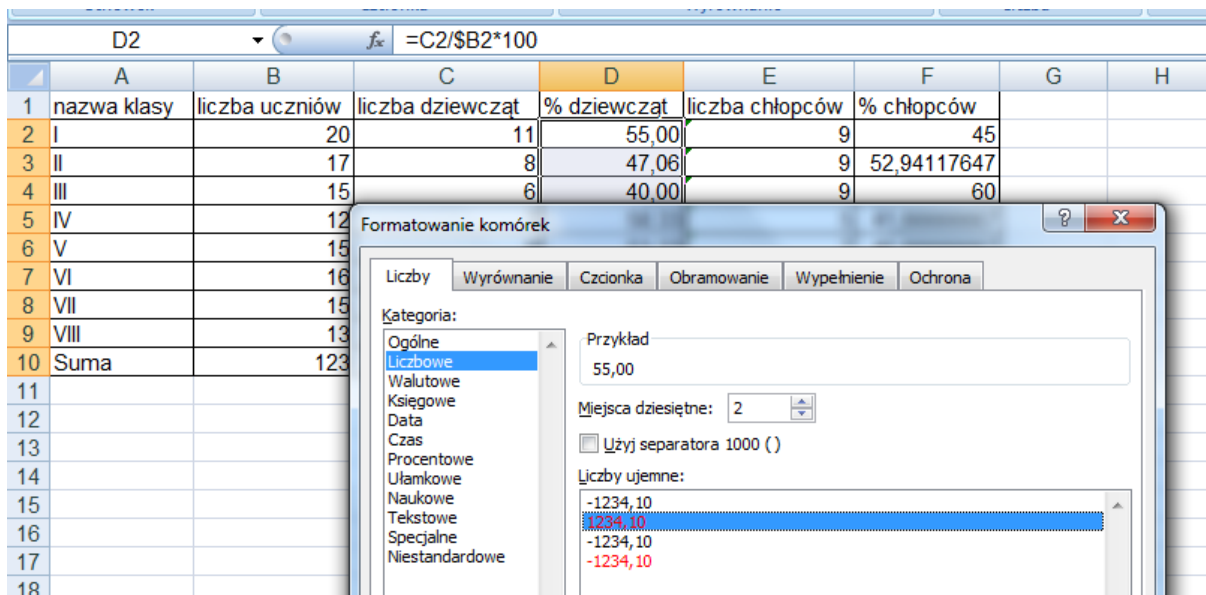 D2 fx =C2/$B2*100
A B C D E F G H
1 nazwa klasy liczba uczniów liczba dziewcząt % dziewcząt liczba chłopców % chłopców
2 I 20 11 55,00 9 45
3 II 17 8 47,06 9 52,94117647
4 III 15 6 40,00 9 60
5 IV 12
6 V 15
7 VI 16
8 VII 15
9 VIII 13
10 Suma 123
11
12
13
14
15
16
17
18
Formatowanie komórek
Liczby Wyrównanie Czcionka Obramowanie Wypełnienie Ochrona
Kategoria:
Ogólne
Liczbowe
Walutowe
Księgowe
Data
Czas
Procentowe
Ułamkowe
Naukowe
Tekstowe
Specjalne
Niestandardowe
Przykład
55,00
Miejsca dziesiętne: 2
Użyj separatora 1000 ( )
Liczby ujemne:
-1234,10
1234,10
-1234,10
-1234,10